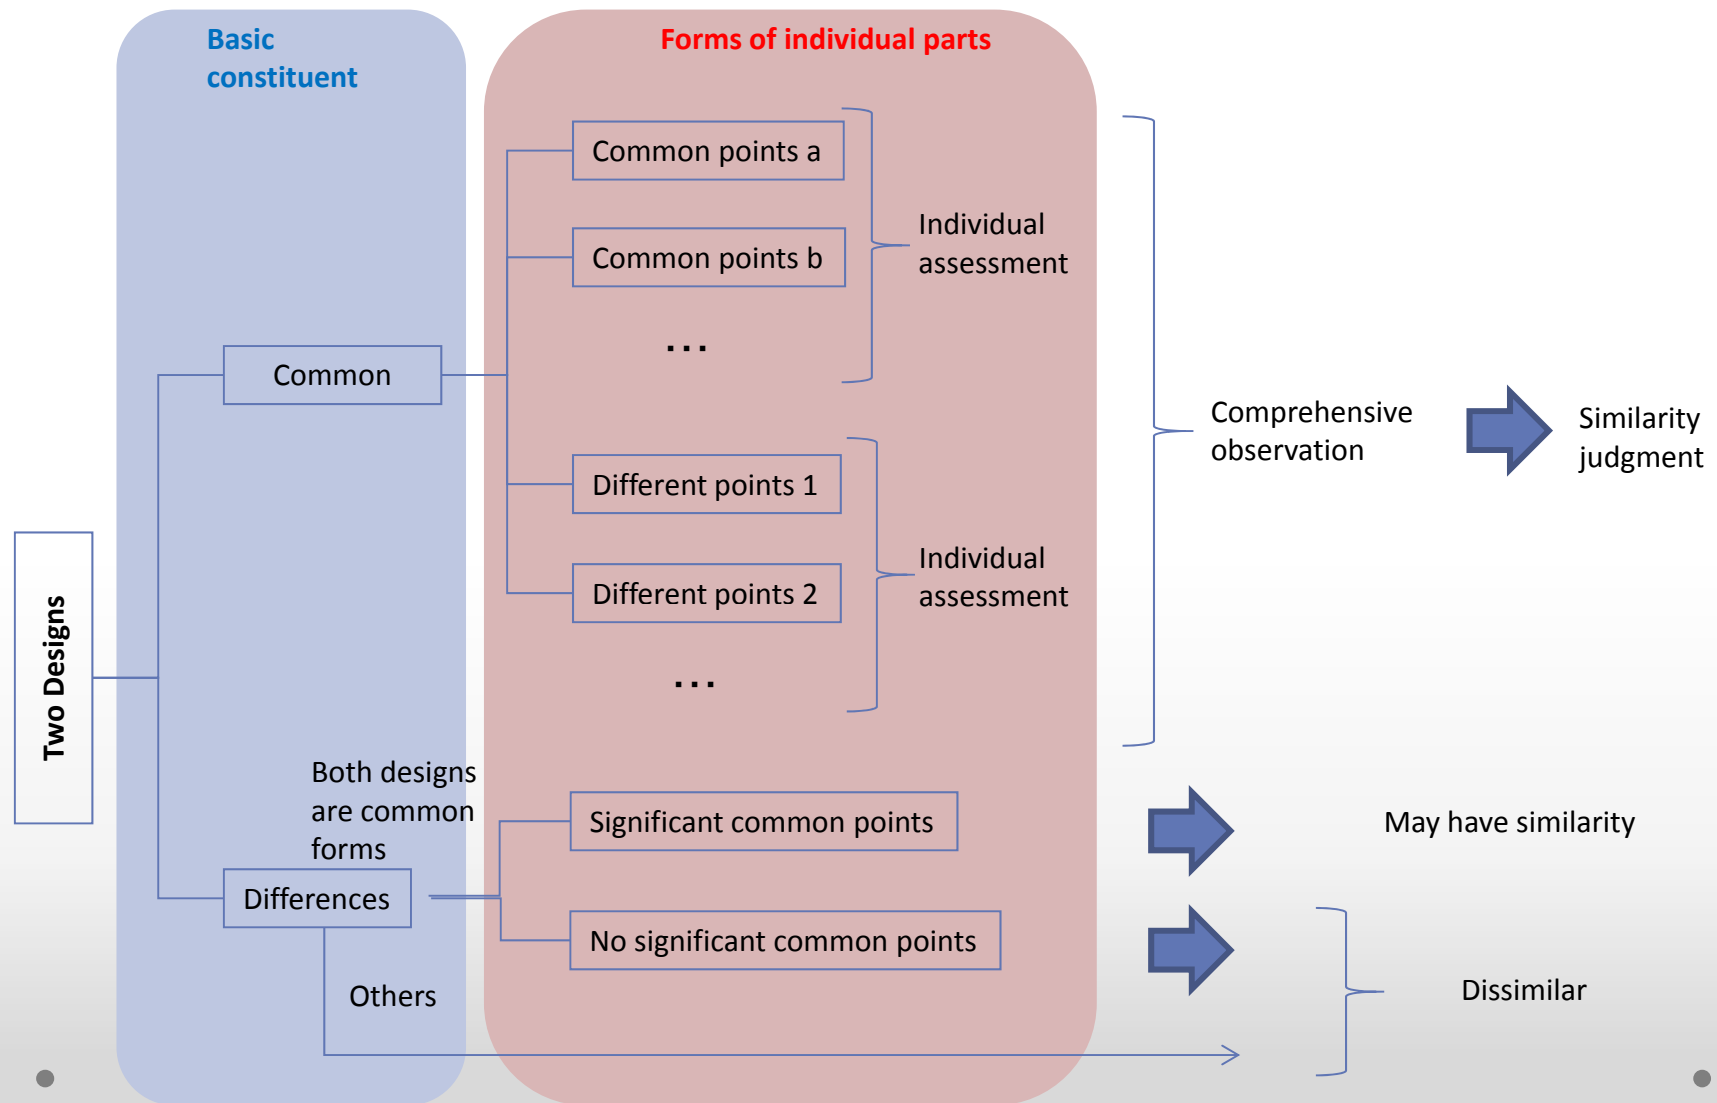 Basic
constituent
Forms of individual parts
Common points a
Common points b
...
Individual
assessment
Common
Different points 1
Different points 2
...
Individual
assessment
Comprehensive
observation
Similarity
judgment
Two Designs
Both designs
are common
forms
Differences
Significant common points
May have similarity
No significant common points
Others
Dissimilar